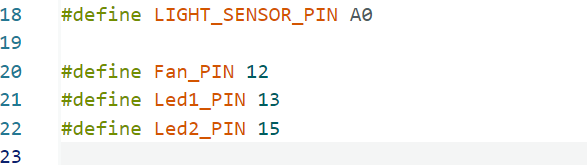 18 #define LIGHT_SENSOR_PIN A0
19
20 #define Fan_PIN 12
21 #define Led1_PIN 13
22 #define Led2_PIN 15
23